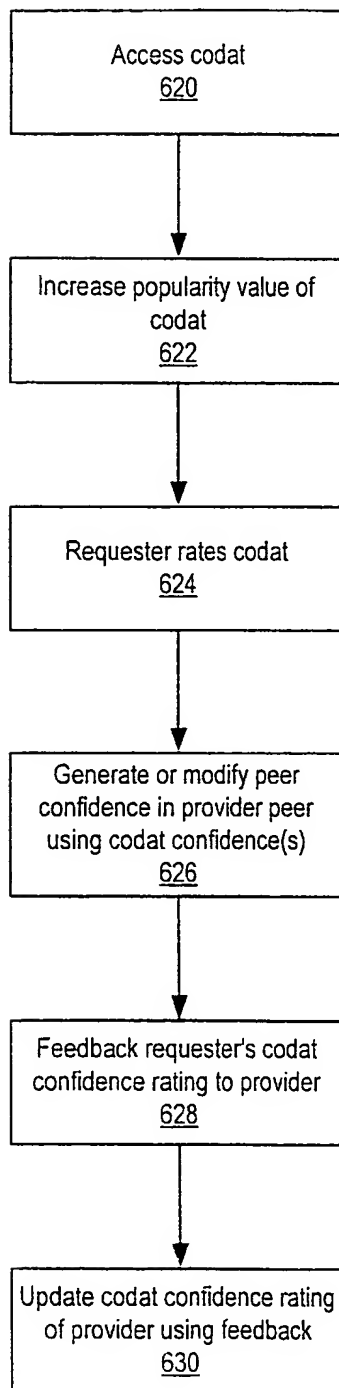 Access codat
620
Increase popularity value of
codat
622
Requester rates codat
624
Generate or modify peer
confidence in provider peer
using codat confidence(s)
626
Feedback requester's codat
confidence rating to provider
628
Update codat confidence rating
of provider using feedback
630